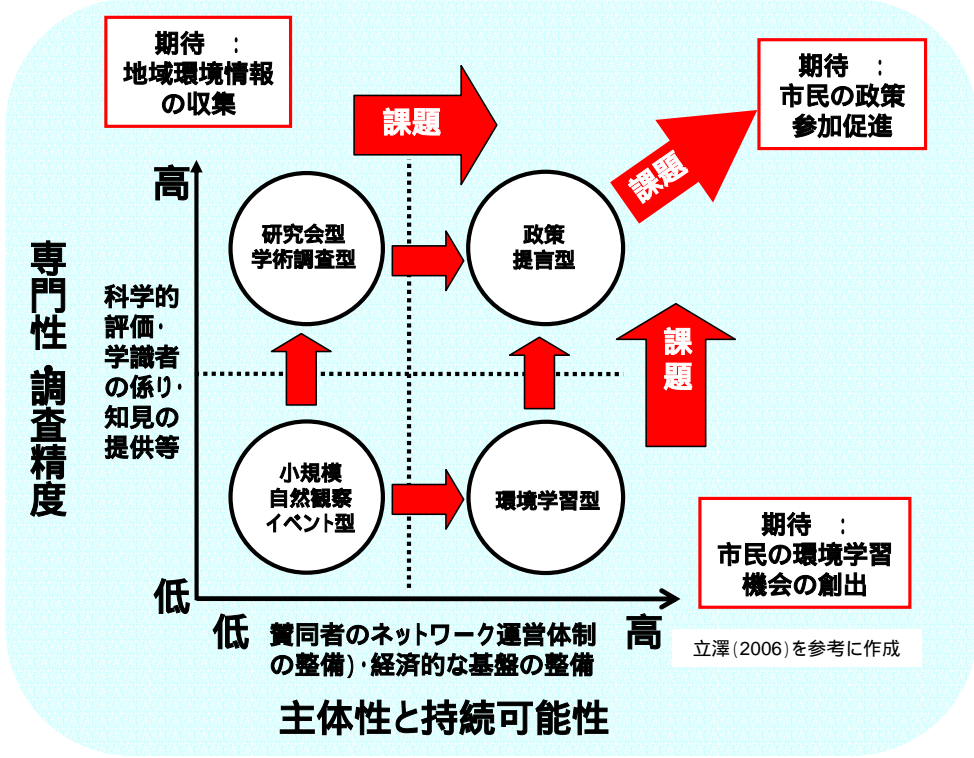 期待　：
地域環境情報
の収集
課題
期待　：
市民の政策
参加促進
課題
高
研究会型
学術調査型
政策
提言型
専門性・調査精度
科学的
評価・
学識者
の係り・
知見の
提供等
課題
小規模
自然観察
イベント型
環境学習型
期待　：
市民の環境学習
機会の創出
低
低
賛同者のネットワーク運営体制
の整備)・経済的な基盤の整備
高
立澤(2006)を参考に作成
主体性と持続可能性